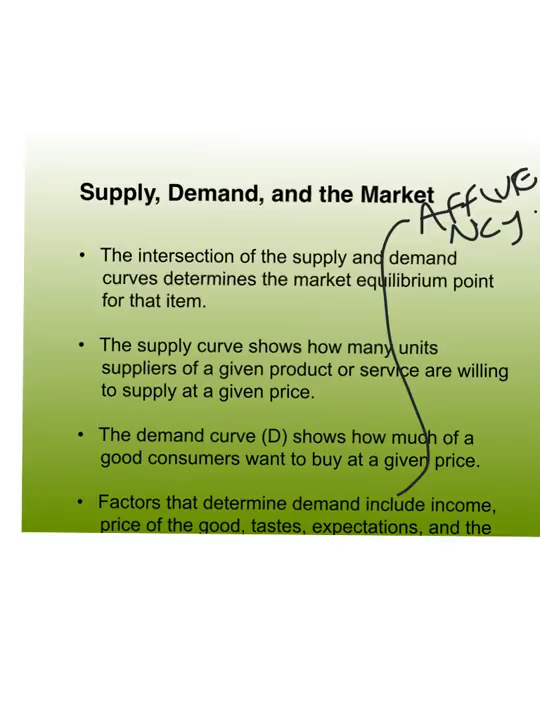 Supply, Demand, and the Market
AFFLUE
NCY.
• The intersection of the supply and demand
curves determines the market equilibrium point
for that item.
• The supply curve shows how many units
suppliers of a given product or service are willing
to supply at a given price.
• The demand curve (D) shows how much of a
good consumers want to buy at a given price.
• Factors that determine demand include income,
price of the good, tastes, expectations, and the